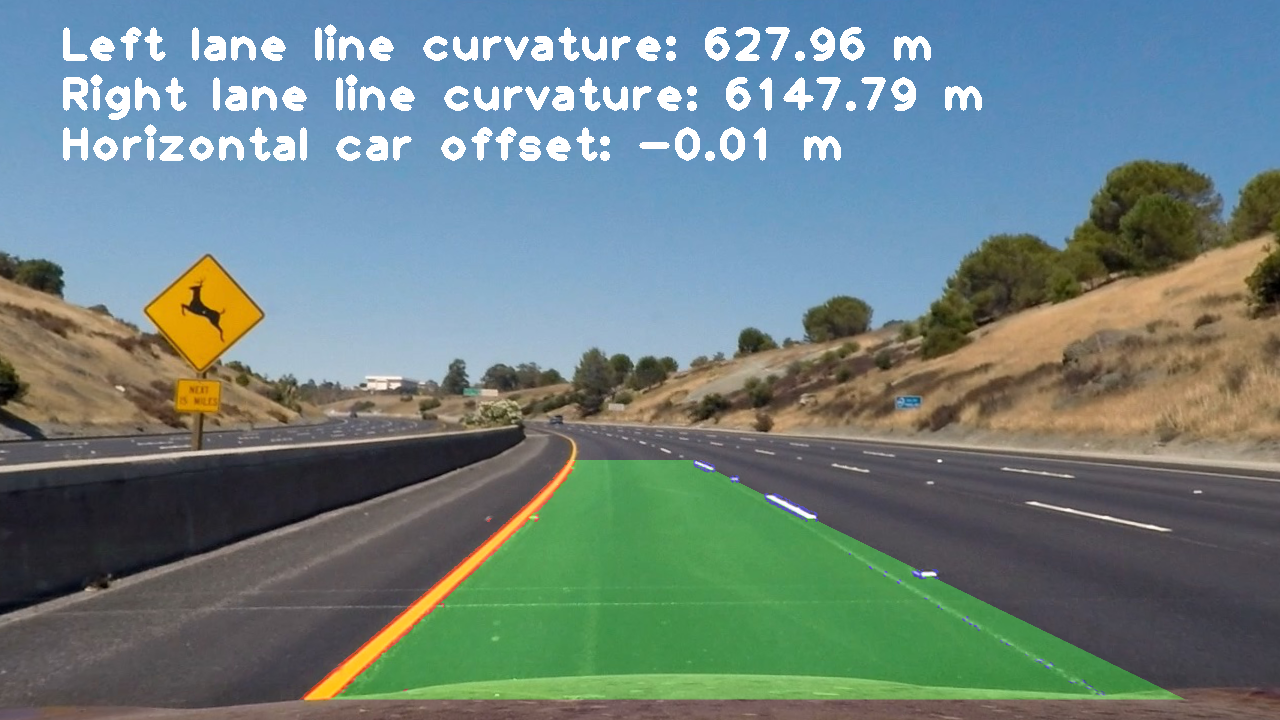 Left lane line curvature: 627.96 m
Right lane line curvature: 6147.79 m
Horizontal car offset: -0.01 m
NEXT
15 MILES